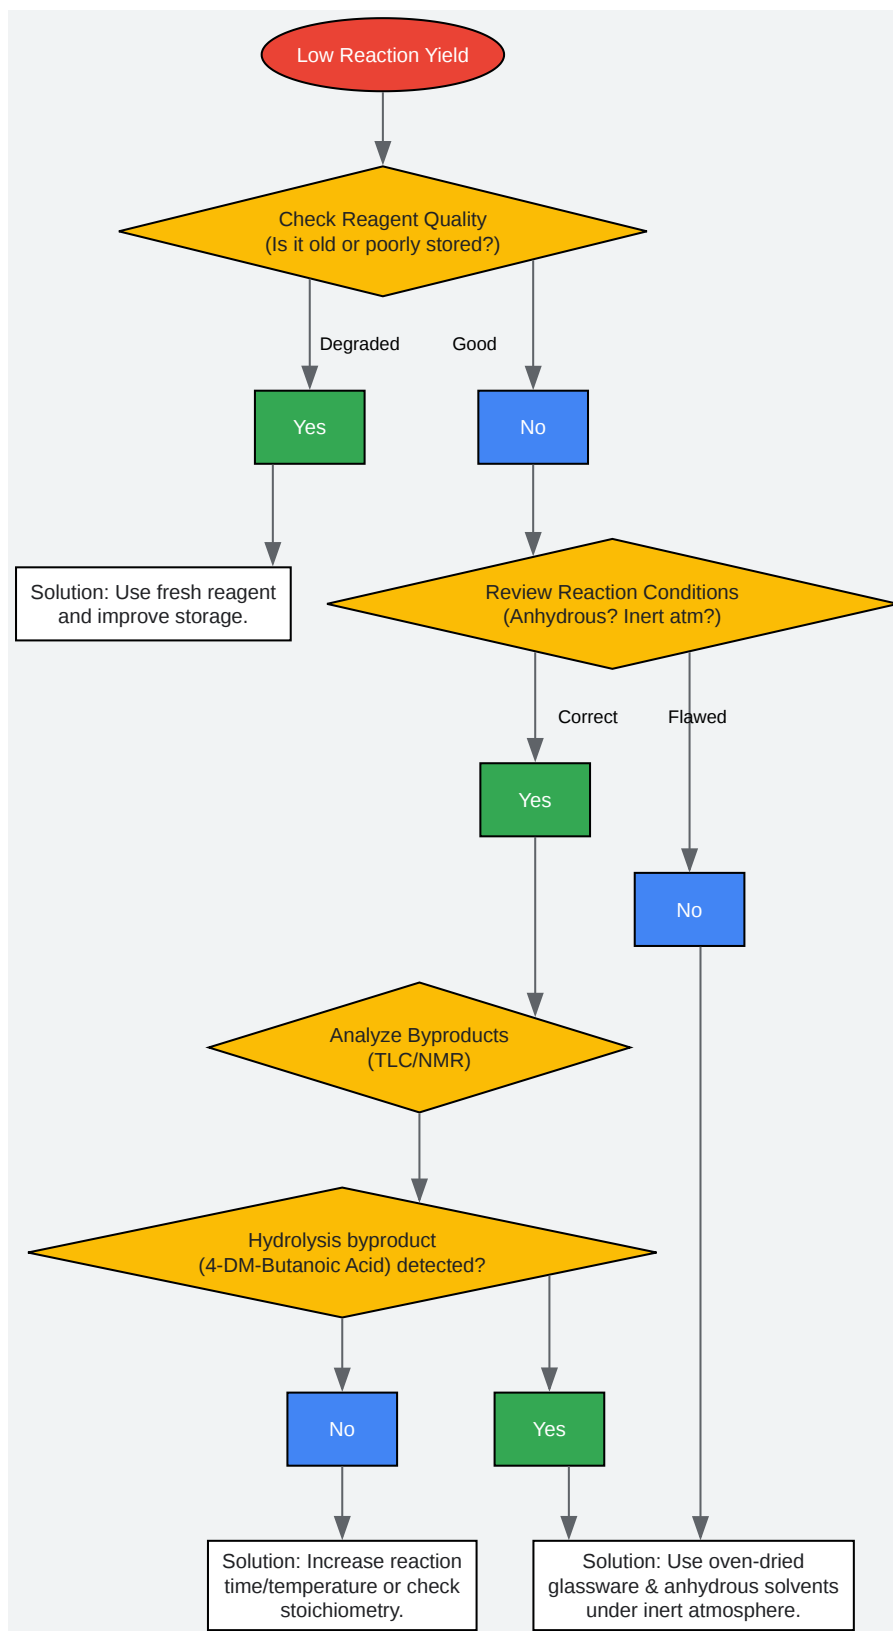 Low Reaction Yield
Check Reagent Quality
(Is it old or poorly stored?)
Degraded
Good
Yes
No
Solution: Use fresh reagent
and improve storage.
Review Reaction Conditions
(Anhydrous? Inert atm?)
Correct
Flawed
Yes
No
Analyze Byproducts
(TLC/NMR)
Hydrolysis byproduct
(4-DM-Butanoic Acid) detected?
No
Yes
Solution: Increase reaction
time/temperature or check
stoichiometry.
Solution: Use oven-dried
glassware & anhydrous solvents
under inert atmosphere.